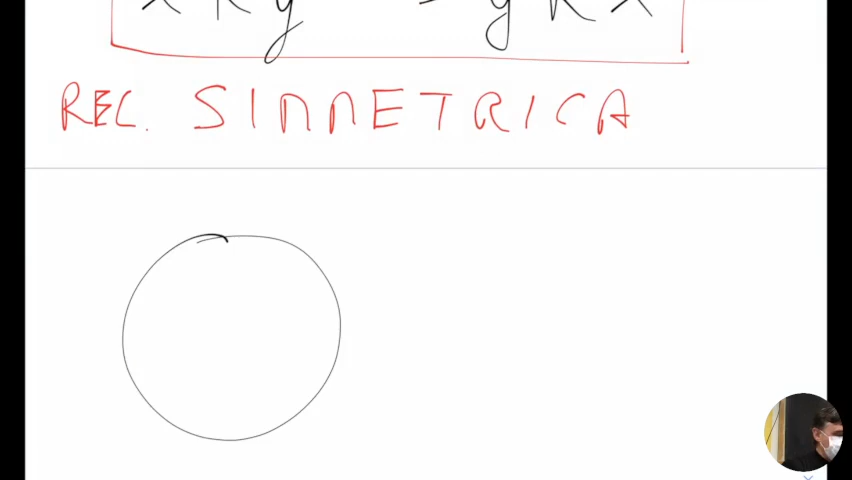 x R y = y R x
REL. SIMMETRICA